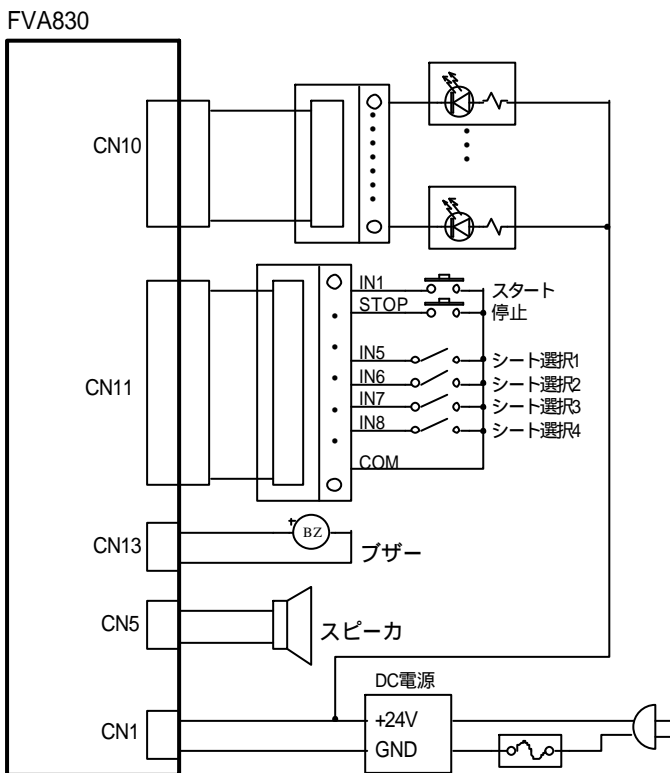 FVA830
CN10
CN11
IN1
スタート
STOP
停止
IN5
シート選択1
IN6
シート選択2
IN7
シート選択3
IN8
シート選択4
COM
CN13
+
BZ
ブザー
CN5
スピーカ
DC電源
CN1
+24V
GND